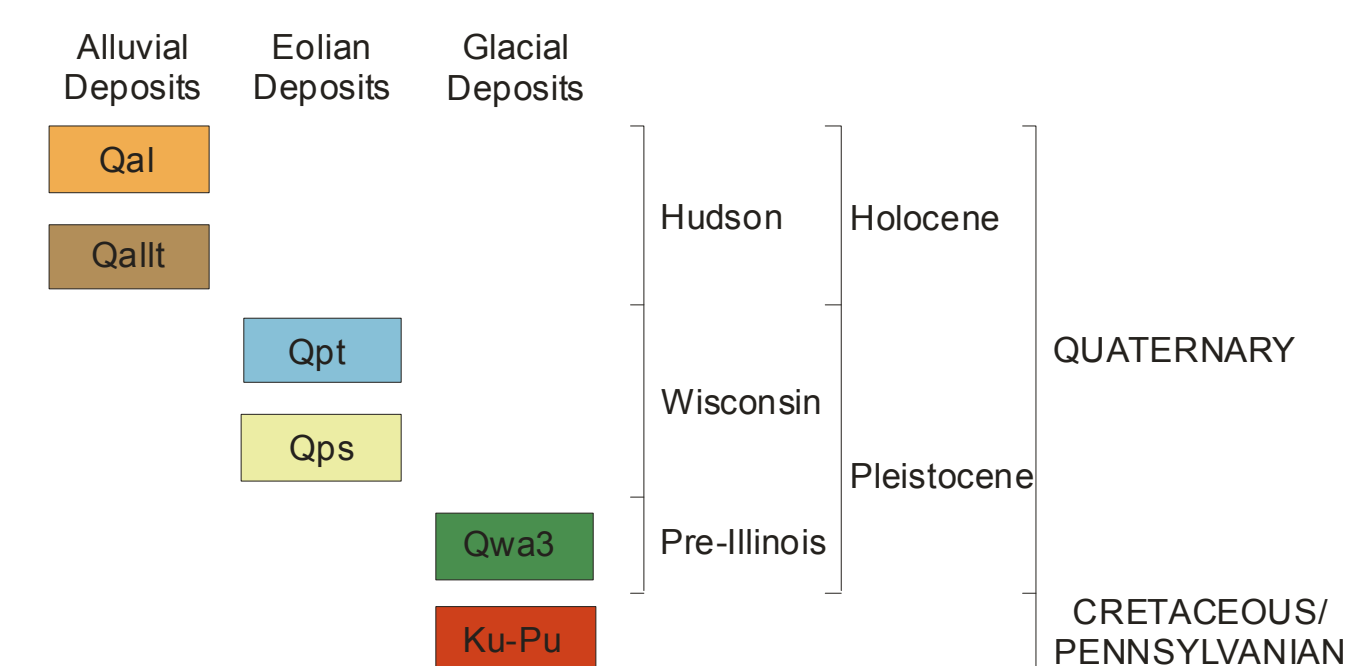 Alluvial
Deposits
Eolian
Deposits
Glacial
Deposits
Qal
Hudson
Holocene
Qallt
Qpt
QUATERNARY
Wisconsin
Qps
Pleistocene
Qwa3
Pre-Illinois
Ku-Pu
CRETACEOUS/
PENNSYLVANIAN